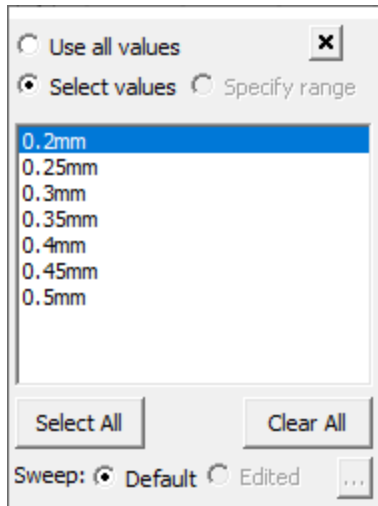 Use all values
Select values Specify range
0.2mm
0.25mm
0.3mm
0.35mm
0.4mm
0.45mm
0.5mm
Select All Clear All
Sweep: Default Edited ...